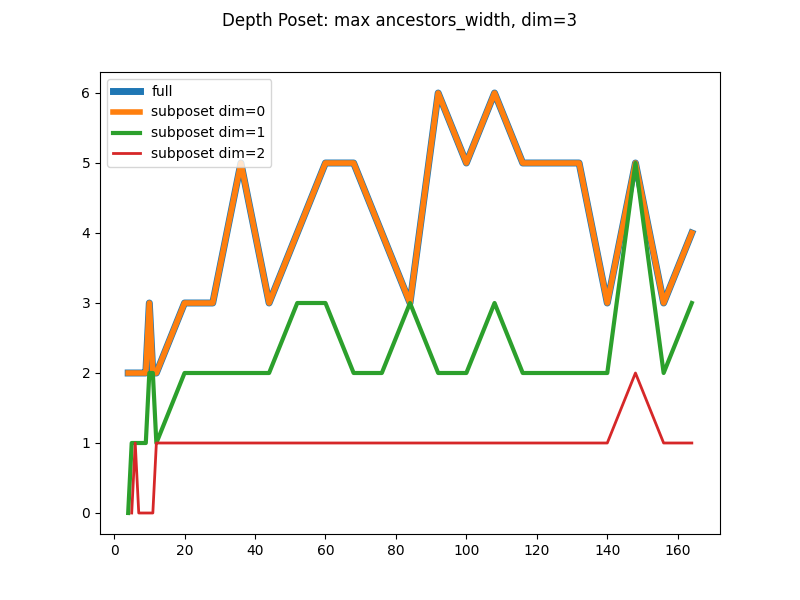 Depth Poset: max ancestors_width, dim=3
full
subposet dim=0
subposet dim=1
subposet dim=2
6
5
4
3
2
1
0
0 20 40 60 80 100 120 140 160